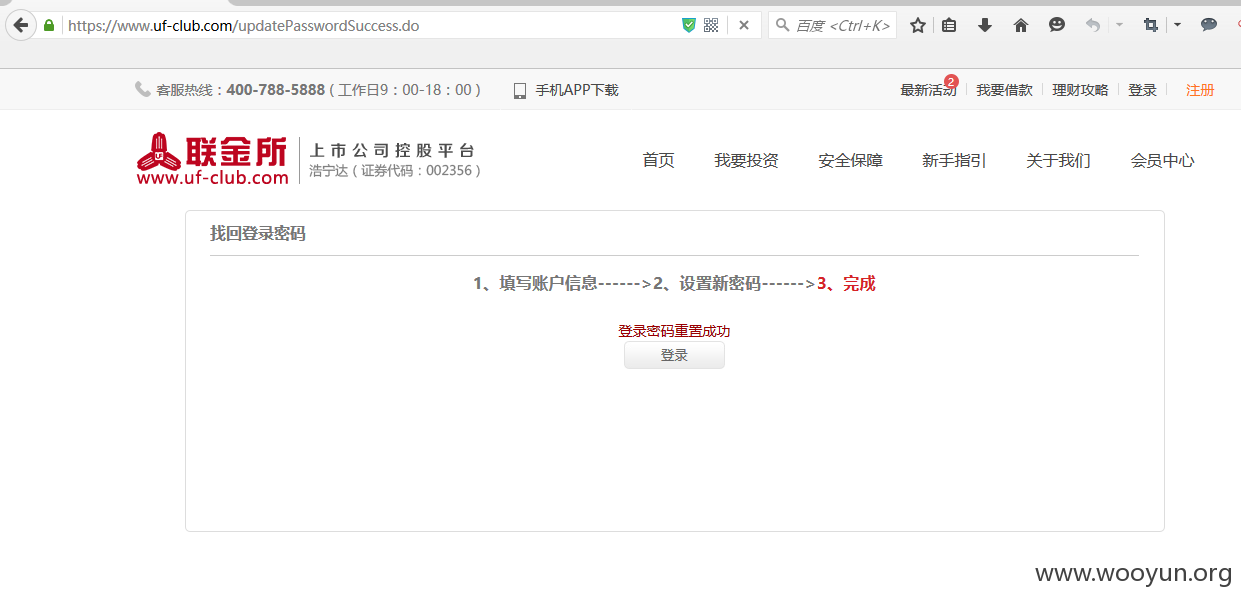 https://www.uf-club.com/updatePasswordSuccess.do
百度 <Ctrl+K>
客服热线：400-788-5888 ( 工作日9：00-18：00 )
手机APP下载
最新活动 2
我要借款
理财攻略
登录
注册
UF
联金所
www.uf-club.com
上市公司控股平台
浩宁达 ( 证券代码：002356 )
首页
我要投资
安全保障
新手指引
关于我们
会员中心
找回登录密码
1、填写账户信息------>2、设置新密码------>3、完成
登录密码重置成功
登录
www.wooyun.org